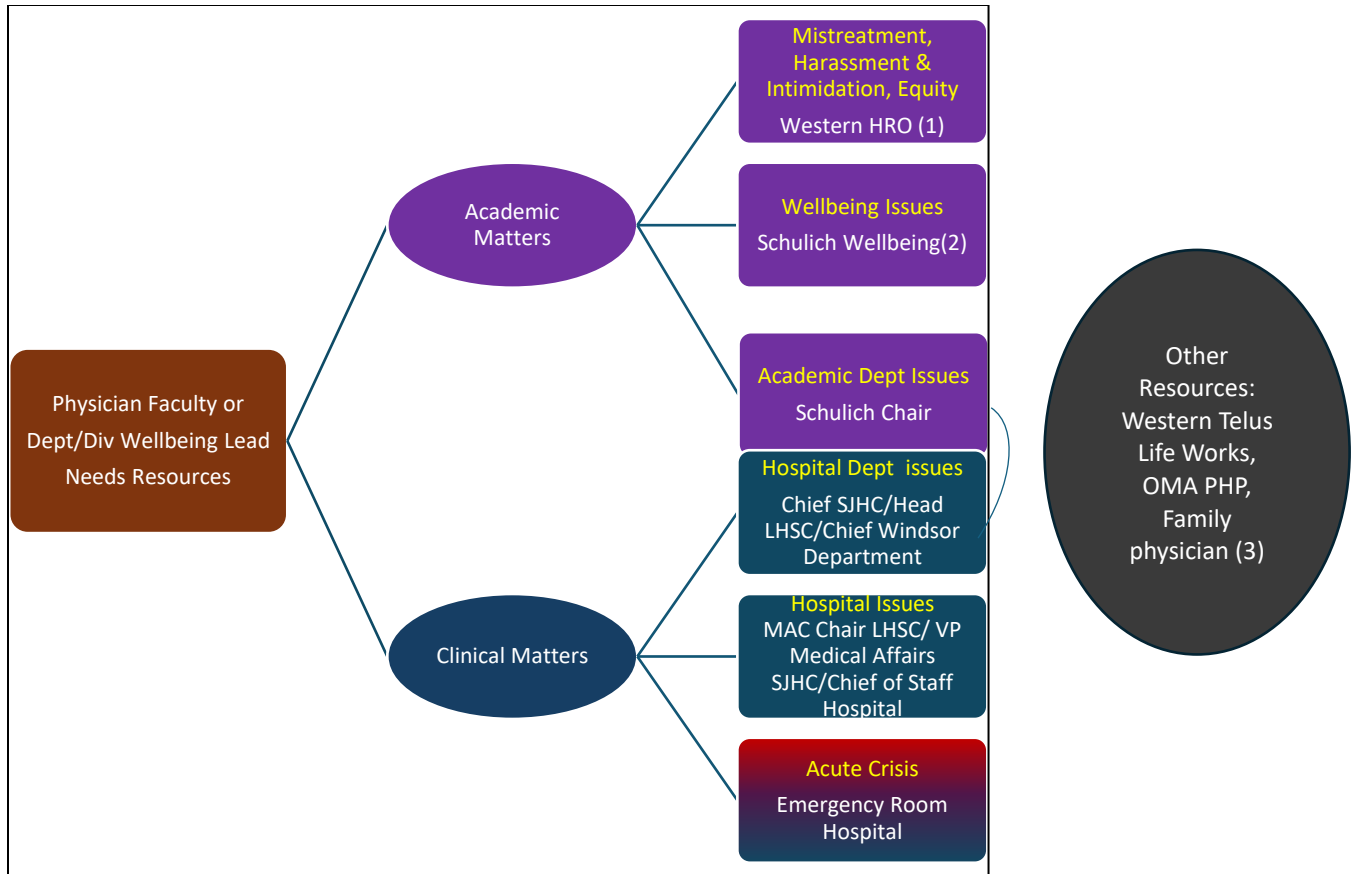 Physician Faculty or
Dept/Div Wellbeing Lead
Needs Resources
Academic
Matters
Mistreatment,
Harassment &
Intimidation, Equity
Western HRO (1)
Wellbeing Issues
Schulich Wellbeing(2)
Academic Dept Issues
Schulich Chair
Clinical Matters
Hospital Dept  issues
Chief SJHC/Head
LHSC/Chief Windsor
Department
Hospital Issues
MAC Chair LHSC/ VP
Medical Affairs
SJHC/Chief of Staff
Hospital
Acute Crisis
Emergency Room
Hospital
Other
Resources:
Western Telus
Life Works,
OMA PHP,
Family
physician (3)